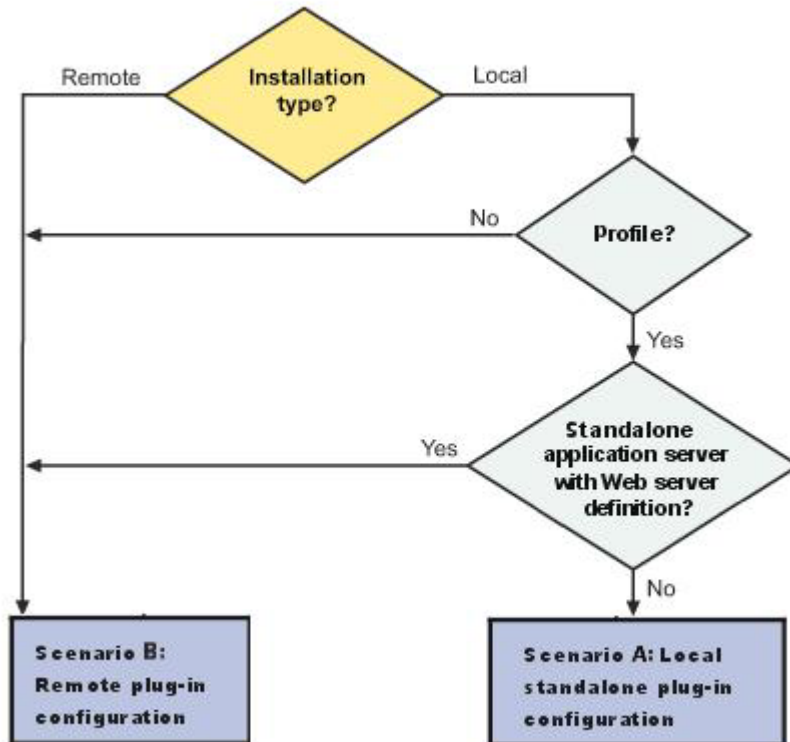 Remote
Installation
type?
Local
No
Profile?
Yes
Yes
Standalone
application server
with Web server
definition?
No
Scenario B:
Remote plug-in
configuration
Scenario A: Local
standalone plug-in
configuration